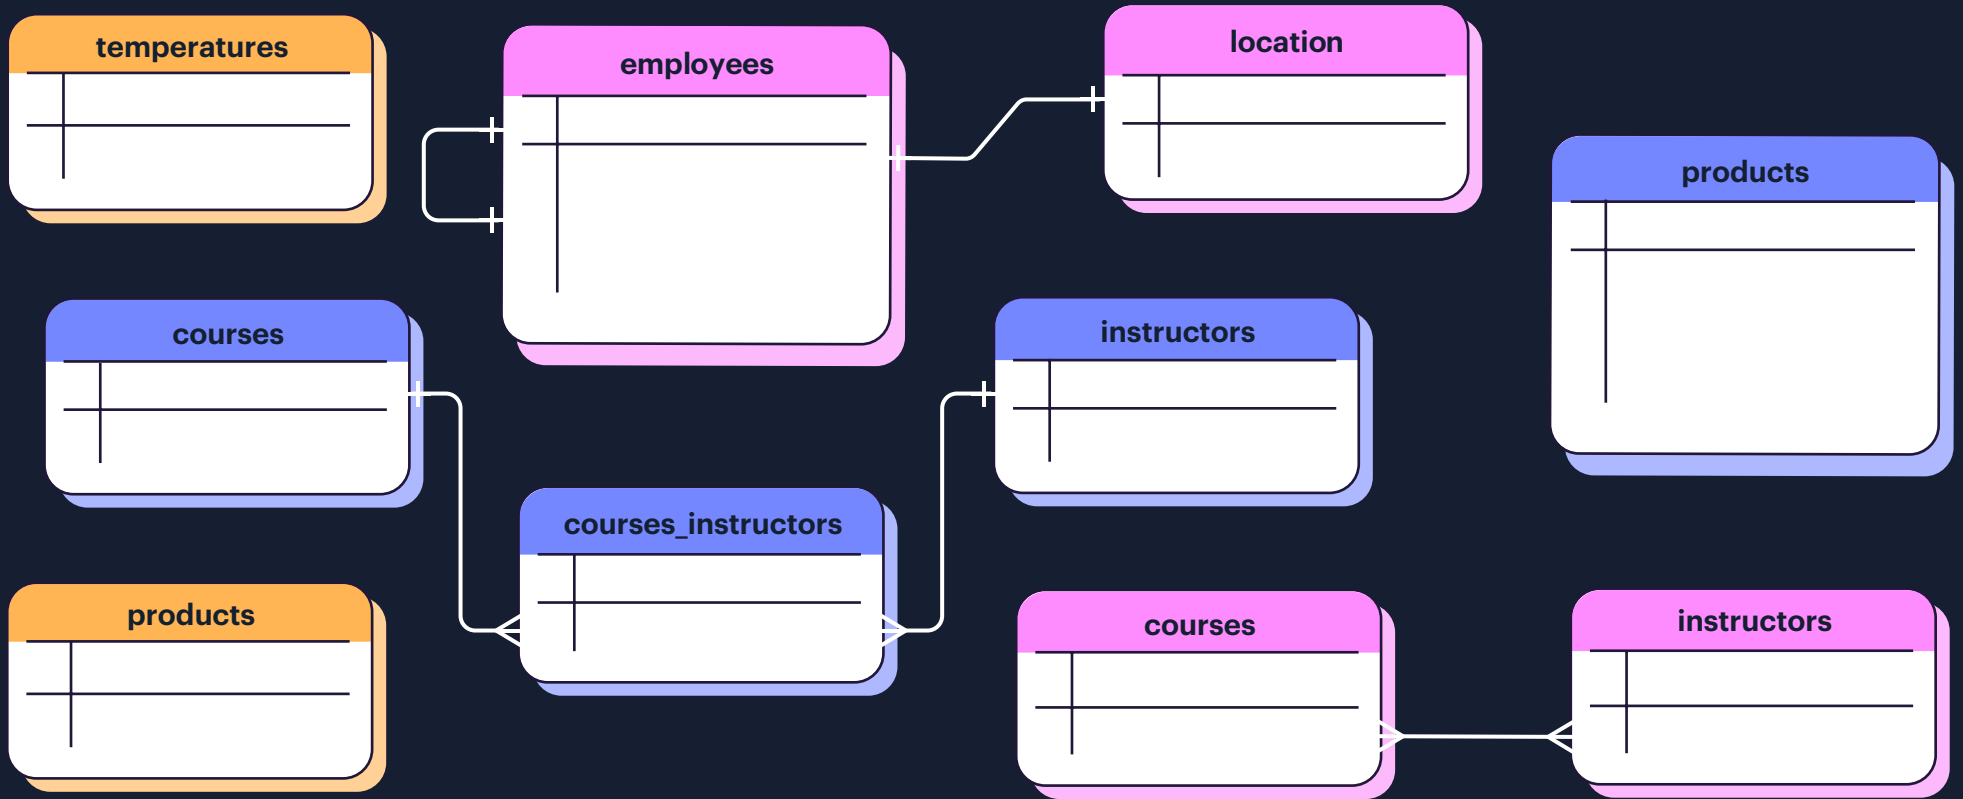 temperatures
employees
location
products
courses
instructors
courses_instructors
products
courses
instructors